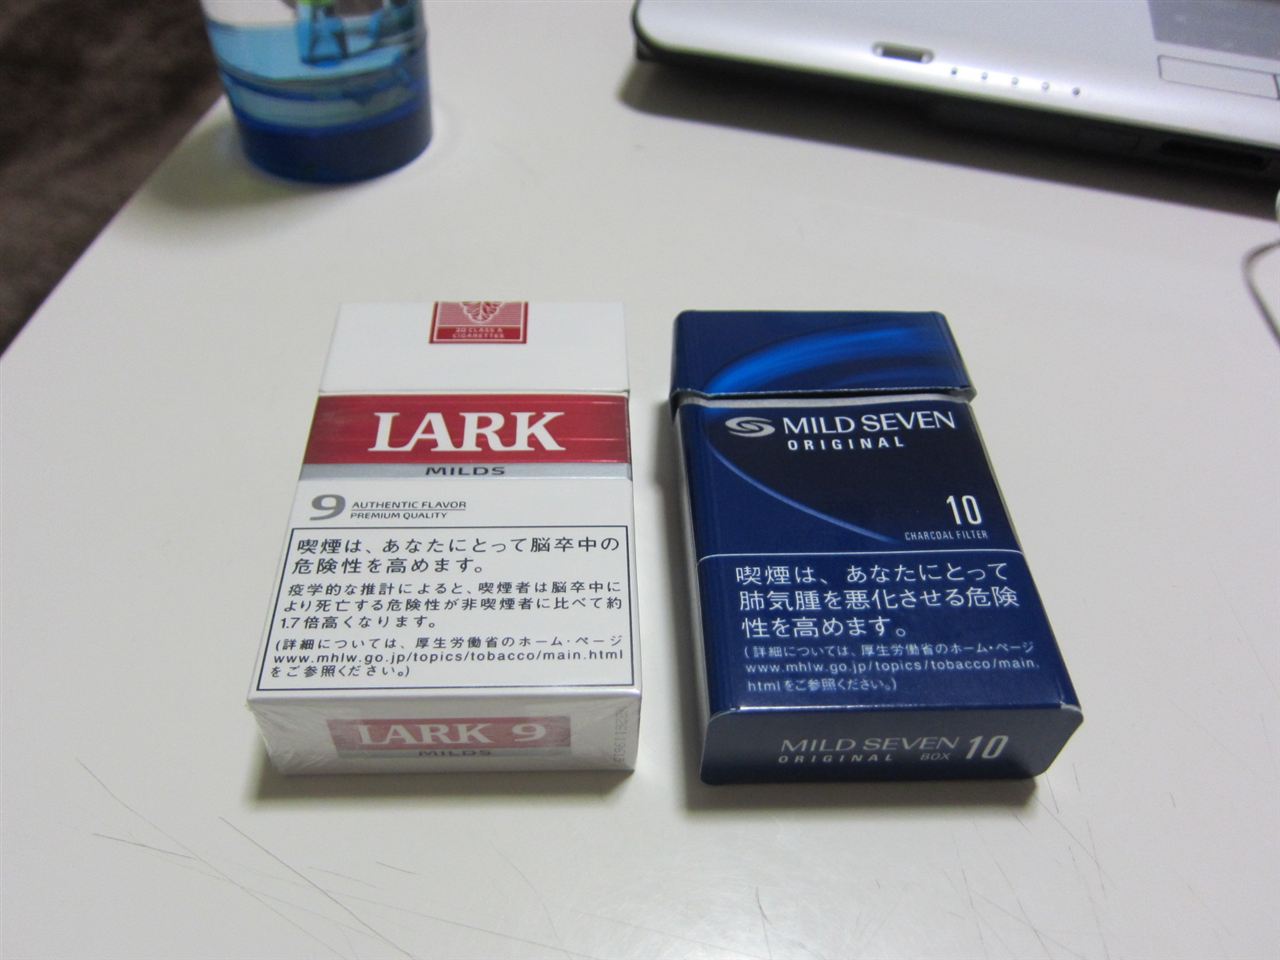 20 CLASS A
CIGARETTES
LARK
MILDS
9 AUTHENTIC FLAVOR
PREMIUM QUALITY
喫煙は、あなたにとって脳卒中の
危険性を高めます。
疫学的な推計によると、喫煙者は脳卒中に
より死亡する危険性が非喫煙者に比べて約
1.7倍高くなります。
(詳細については、厚生労働省のホーム・ページ
www.mhlw.go.jp/topics/tobacco/main.html
をご参照ください。)
LARK 9
MILDS
MILD SEVEN
ORIGINAL
10
CHARCOAL FILTER
喫煙は、あなたにとって
肺気腫を悪化させる危険
性を高めます。
(詳細については、厚生労働省のホーム・ページ
www.mhlw.go.jp/topics/tobacco/main.
htmlをご参照ください。)
MILD SEVEN 10
ORIGINAL BOX